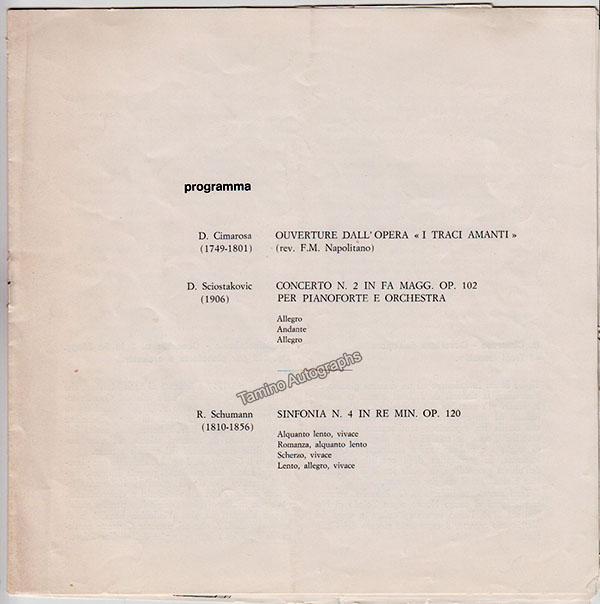 programma
D. Cimarosa OUVERTURE DALL'OPERA « I TRACI AMANTI »
(1749-1801) (rev. F.M. Napolitano)
D. Sciostakovic CONCERTO N. 2 IN FA MAGG. OP. 102
(1906) PER PIANOFORTE E ORCHESTRA
Allegro
Andante
Allegro
Tamino Autographs
R. Schumann SINFONIA N. 4 IN RE MIN. OP. 120
(1810-1856)
Alquanto lento, vivace
Romanza, alquanto lento
Scherzo, vivace
Lento, allegro, vivace